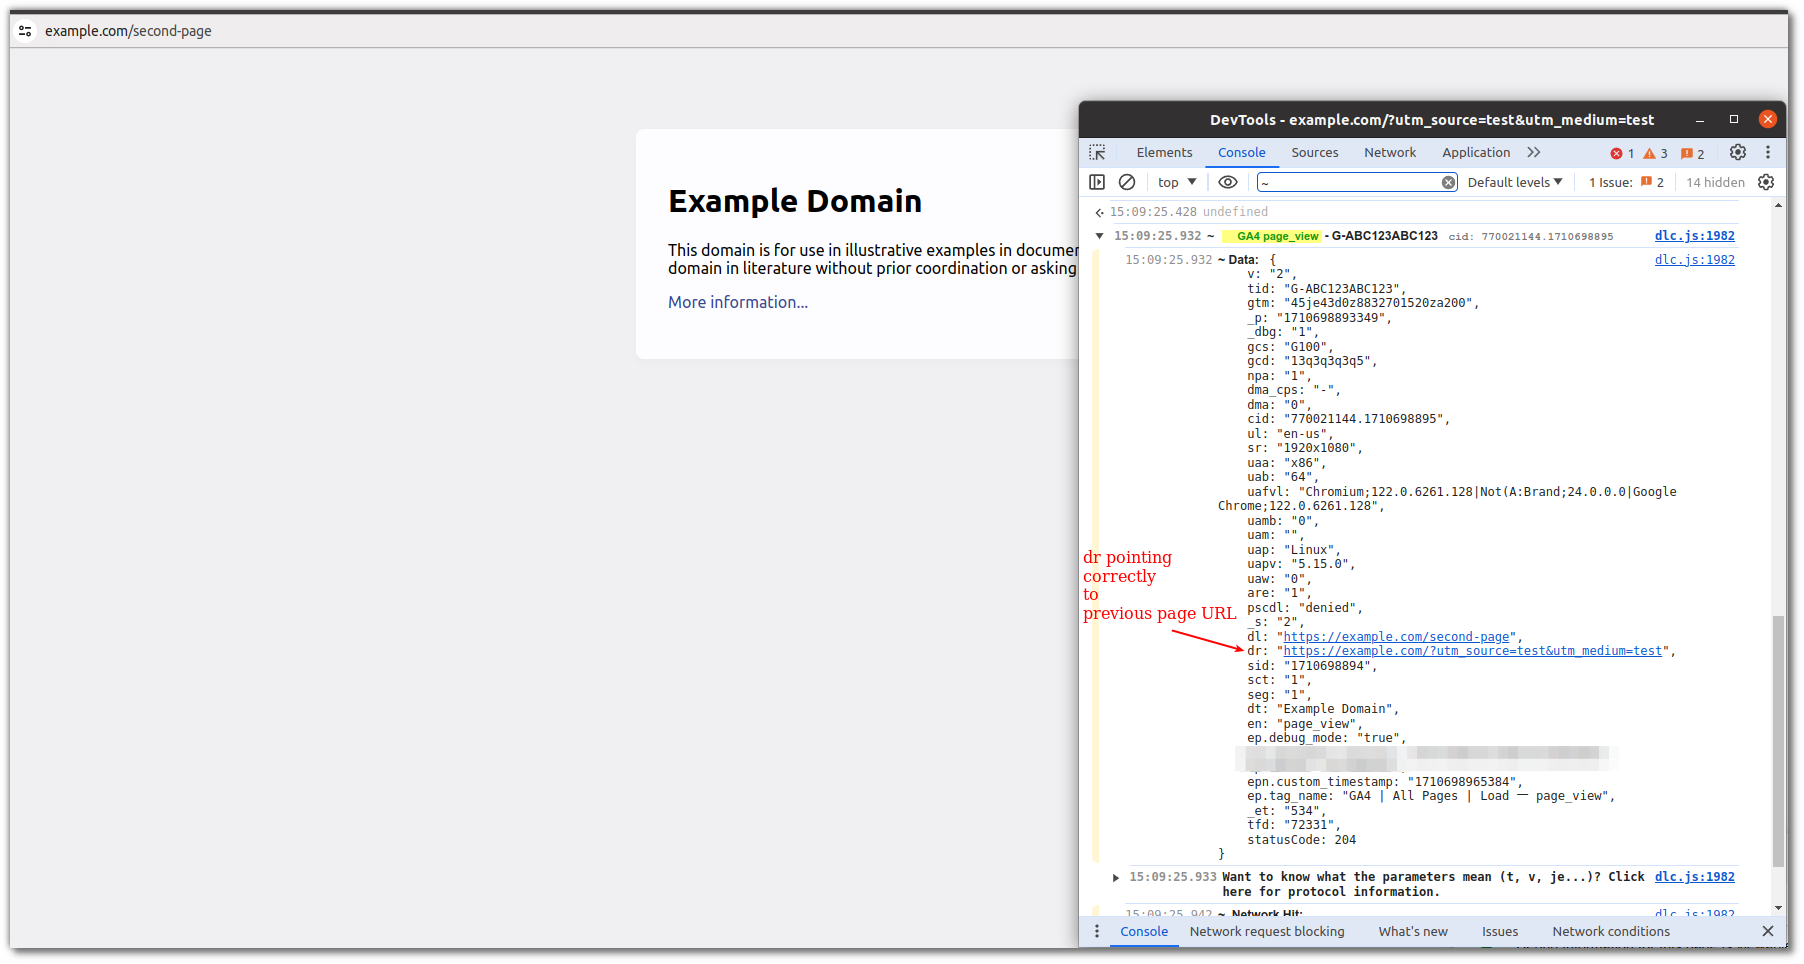 example.com/second-page
Example Domain
This domain is for use in illustrative examples in documen
domain in literature without prior coordination or asking
More information...
DevTools - example.com/?utm_source=test&utm_medium=test
Elements Console Sources Network Application 1 3 2
top ~ Default levels 1 Issue: 2 14 hidden
15:09:25.428 undefined
15:09:25.932 ~ GA4 page_view - G-ABC123ABC123 cid: 770021144.1710698895 dlc.js:1982
15:09:25.932 ~ Data: { dlc.js:1982
v: "2",
tid: "G-ABC123ABC123",
gtm: "45je43d0z8832701520za200",
_p: "1710698893349",
_dbg: "1",
gcs: "G100",
gcd: "13q3q3q3q5",
npa: "1",
dma_cps: "-",
dma: "0",
cid: "770021144.1710698895",
ul: "en-us",
sr: "1920x1080",
uaa: "x86",
uab: "64",
uafvl: "Chromium;122.0.6261.128|Not(A:Brand;24.0.0.0|Google
Chrome;122.0.6261.128",
uamb: "0",
uam: "",
uap: "Linux",
uapv: "5.15.0",
uaw: "0",
are: "1",
pscdl: "denied",
_s: "2",
dl: "https://example.com/second-page",
dr: "https://example.com/?utm_source=test&utm_medium=test",
sid: "1710698894",
sct: "1",
seg: "1",
dt: "Example Domain",
en: "page_view",
ep.debug_mode: "true",
epn.custom_timestamp: "1710698965384",
ep.tag_name: "GA4 | All Pages | Load — page_view",
_et: "534",
tfd: "72331",
statusCode: 204
}
dr pointing
correctly
to
previous page URL
15:09:25.933 Want to know what the parameters mean (t, v, je...)? Click dlc.js:1982
here for protocol information.
15:09:25.942 ~ Network Hit: dlc.js:1982
Console Network request blocking What's new Issues Network conditions